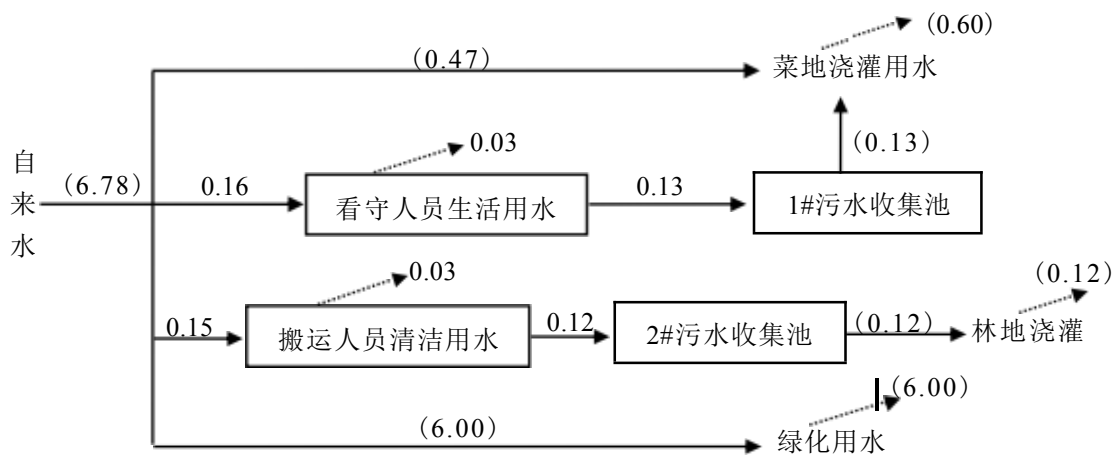 (0.60)
(0.47)
菜地浇灌用水
0.03
(0.13)
自来水
(6.78)
0.16
看守人员生活用水
0.13
1#污水收集池
0.03
(0.12)
0.15
搬运人员清洁用水
0.12
2#污水收集池
(0.12)
林地浇灌
(6.00)
(6.00)
绿化用水